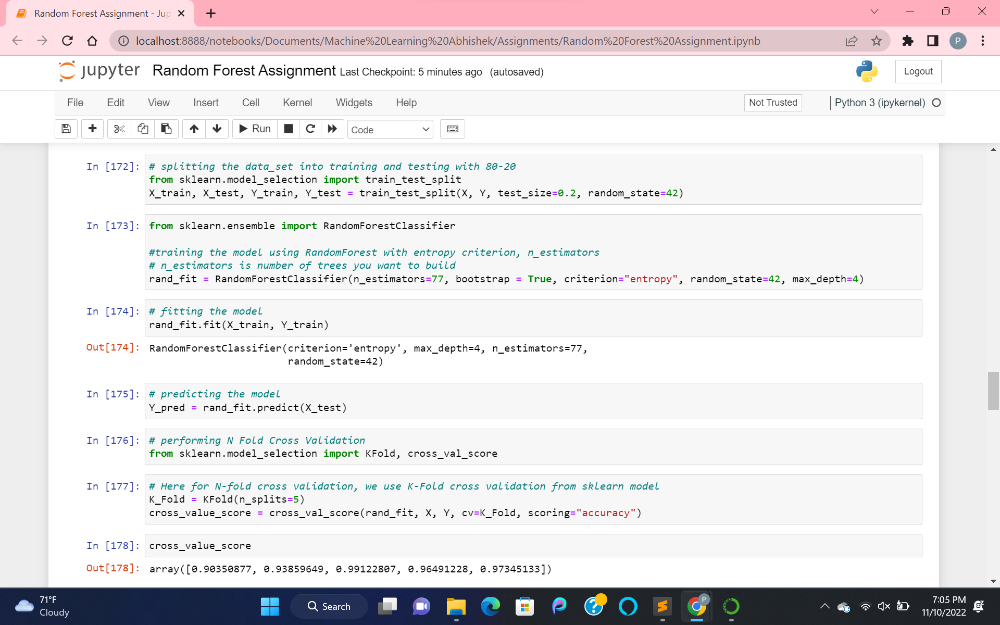 Random Forest Assignment - Jup
localhost:8888/notebooks/Documents/Machine%20Learning%20Abhishek/Assignments/Random%20Forest%20Assignment.ipynb
P
jupyter Random Forest Assignment Last Checkpoint: 5 minutes ago (autosaved)
Logout
File Edit View Insert Cell Kernel Widgets Help
Not Trusted
Python 3 (ipykernel)
Run
Code
In [172]: # splitting the data_set into training and testing with 80-20
from sklearn.model_selection import train_test_split
X_train, X_test, Y_train, Y_test = train_test_split(X, Y, test_size=0.2, random_state=42)
In [173]: from sklearn.ensemble import RandomForestClassifier
#training the model using RandomForest with entropy criterion, n_estimators
# n_estimators is number of trees you want to build
rand_fit = RandomForestClassifier(n_estimators=77, bootstrap = True, criterion="entropy", random_state=42, max_depth=4)
In [174]: # fitting the model
rand_fit.fit(X_train, Y_train)
Out[174]: RandomForestClassifier(criterion='entropy', max_depth=4, n_estimators=77,
random_state=42)
In [175]: # predicting the model
Y_pred = rand_fit.predict(X_test)
In [176]: # performing N Fold Cross Validation
from sklearn.model_selection import KFold, cross_val_score
In [177]: # Here for N-fold cross validation, we use K-Fold cross validation from sklearn model
K_Fold = KFold(n_splits=5)
cross_value_score = cross_val_score(rand_fit, X, Y, cv=K_Fold, scoring="accuracy")
In [178]: cross_value_score
Out[178]: array([0.90350877, 0.93859649, 0.99122807, 0.96491228, 0.97345133])
71°F
Cloudy
Search
P
7:05 PM
11/10/2022